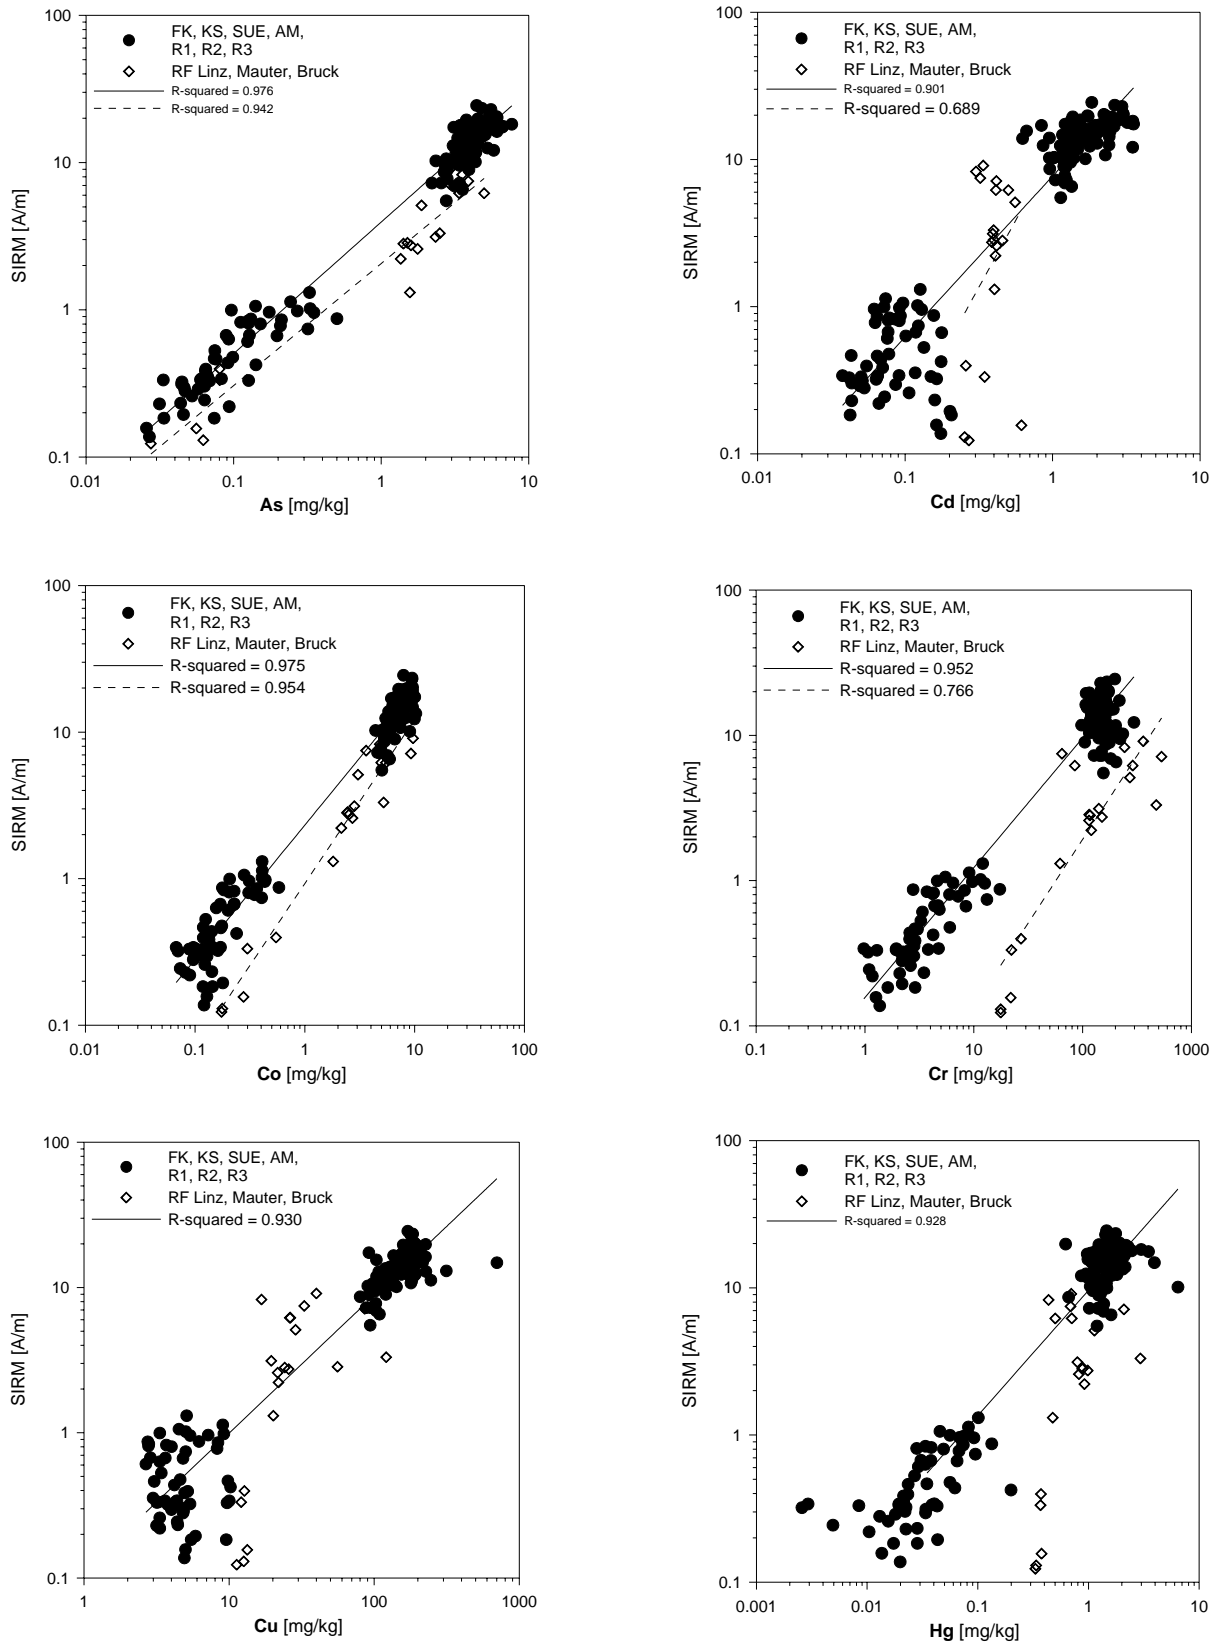 100
10
1
0.1
SIRM [A/m]
FK, KS, SUE, AM,
R1, R2, R3
RF Linz, Mauter, Bruck
R-squared = 0.976
R-squared = 0.942
0.01 0.1 1 10
As [mg/kg]
100
10
1
0.1
SIRM [A/m]
FK, KS, SUE, AM,
R1, R2, R3
RF Linz, Mauter, Bruck
R-squared = 0.901
R-squared = 0.689
0.01 0.1 1 10
Cd [mg/kg]
100
10
1
0.1
SIRM [A/m]
FK, KS, SUE, AM,
R1, R2, R3
RF Linz, Mauter, Bruck
R-squared = 0.975
R-squared = 0.954
0.01 0.1 1 10 100
Co [mg/kg]
100
10
1
0.1
SIRM [A/m]
FK, KS, SUE, AM,
R1, R2, R3
RF Linz, Mauter, Bruck
R-squared = 0.952
R-squared = 0.766
0.1 1 10 100 1000
Cr [mg/kg]
100
10
1
0.1
SIRM [A/m]
FK, KS, SUE, AM,
R1, R2, R3
RF Linz, Mauter, Bruck
R-squared = 0.930
1 10 100 1000
Cu [mg/kg]
100
10
1
0.1
SIRM [A/m]
FK, KS, SUE, AM,
R1, R2, R3
RF Linz, Mauter, Bruck
R-squared = 0.928
0.001 0.01 0.1 1 10
Hg [mg/kg]